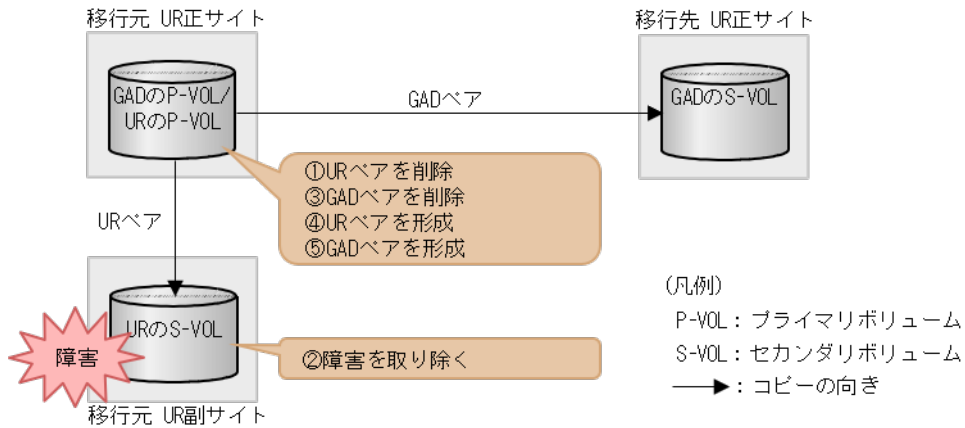 移行元 UR正サイト
移行先 UR正サイト
GADのP-VOL/
URのP-VOL
GADペア
GADのS-VOL
①URペアを削除
③GADペアを削除
④URペアを形成
⑤GADペアを形成
URペア
URのS-VOL
障害
②障害を取り除く
移行元 UR副サイト
(凡例)
P-VOL：プライマリボリューム
S-VOL：セカンダリボリューム
：コピーの向き